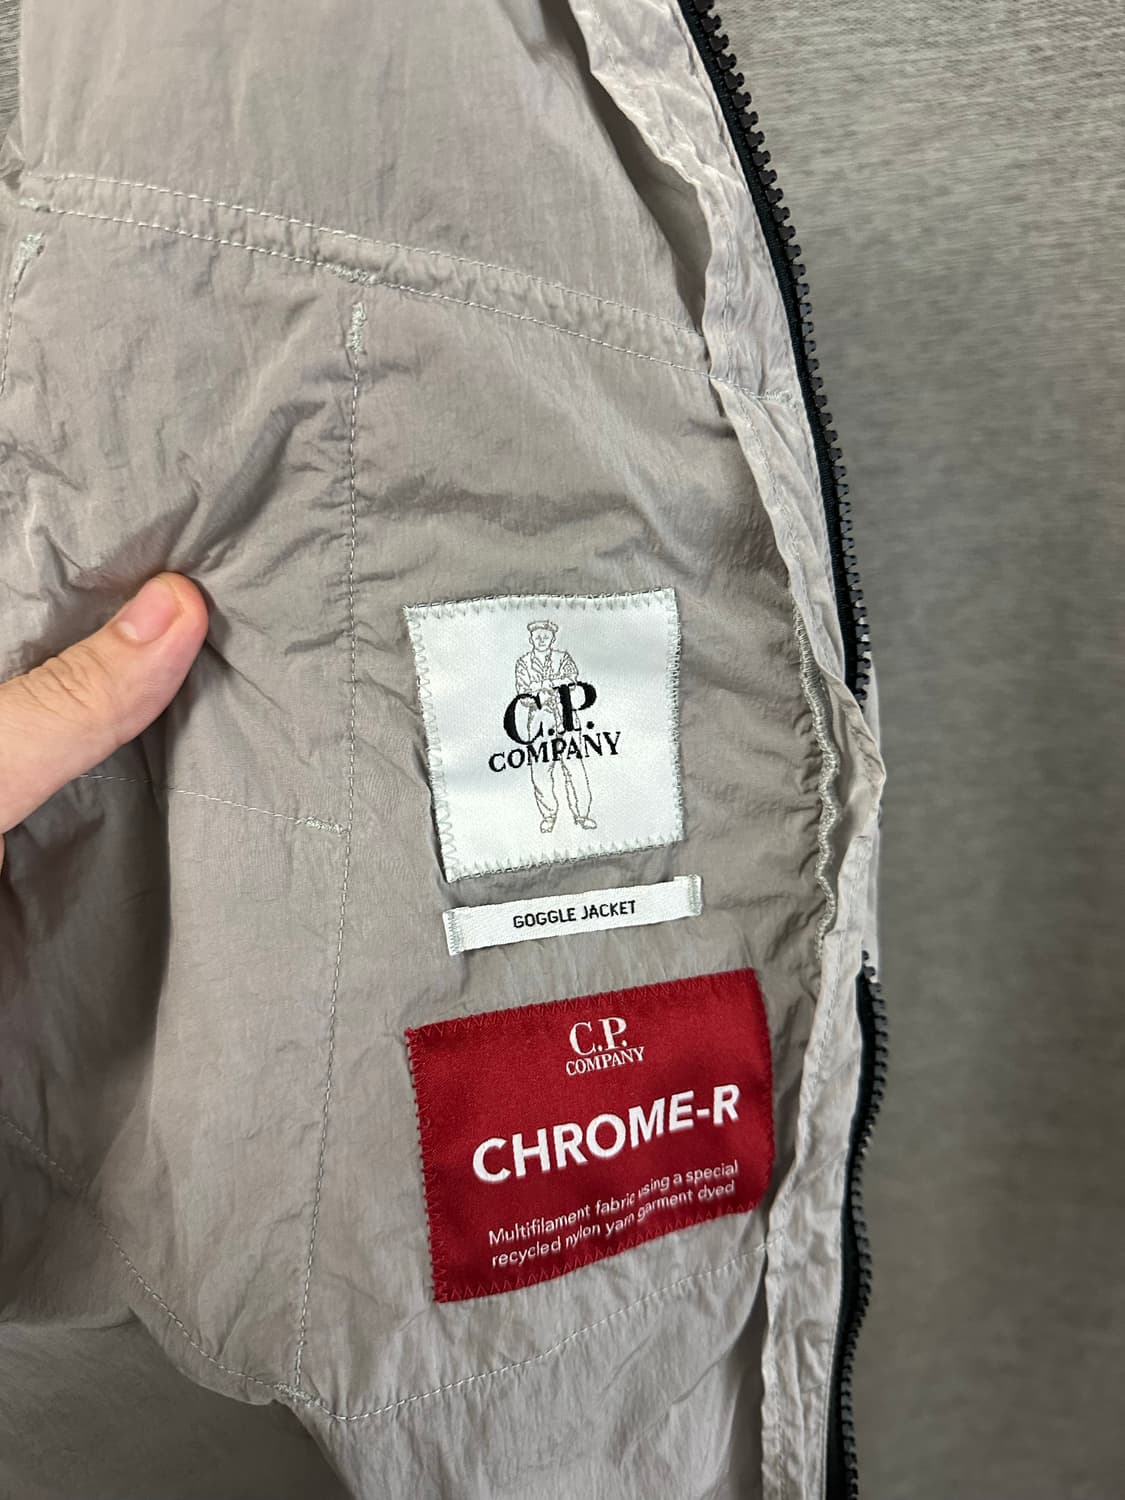 C.P.
COMPANY
GOGGLE JACKET
C.P.
COMPANY
CHROME-R
Multifilament fabric using a special
recycled nylon yarn garment dyed